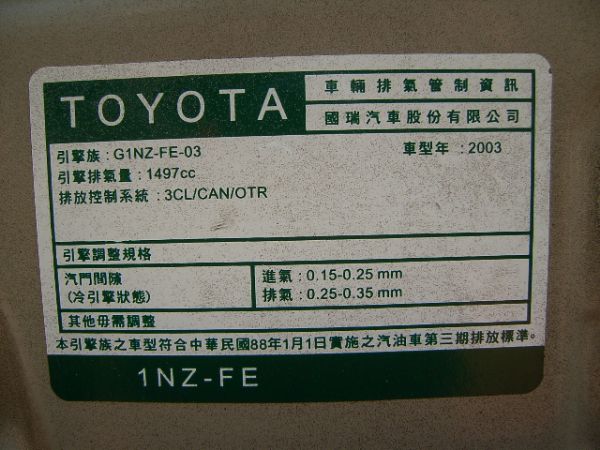 TOYOTA
車輛排氣管制資訊
國瑞汽車股份有限公司
引擎族：G1NZ-FE-03 車型年：2003
引擎排氣量：1497cc
排放控制系統：3CL/CAN/OTR
引擎調整規格
汽門間隙 進氣：0.15-0.25 mm
(冷引擎狀態) 排氣：0.25-0.35 mm
其他毋需調整
本引擎族之車型符合中華民國88年1月1日實施之汽油車第三期排放標準。
1NZ-FE